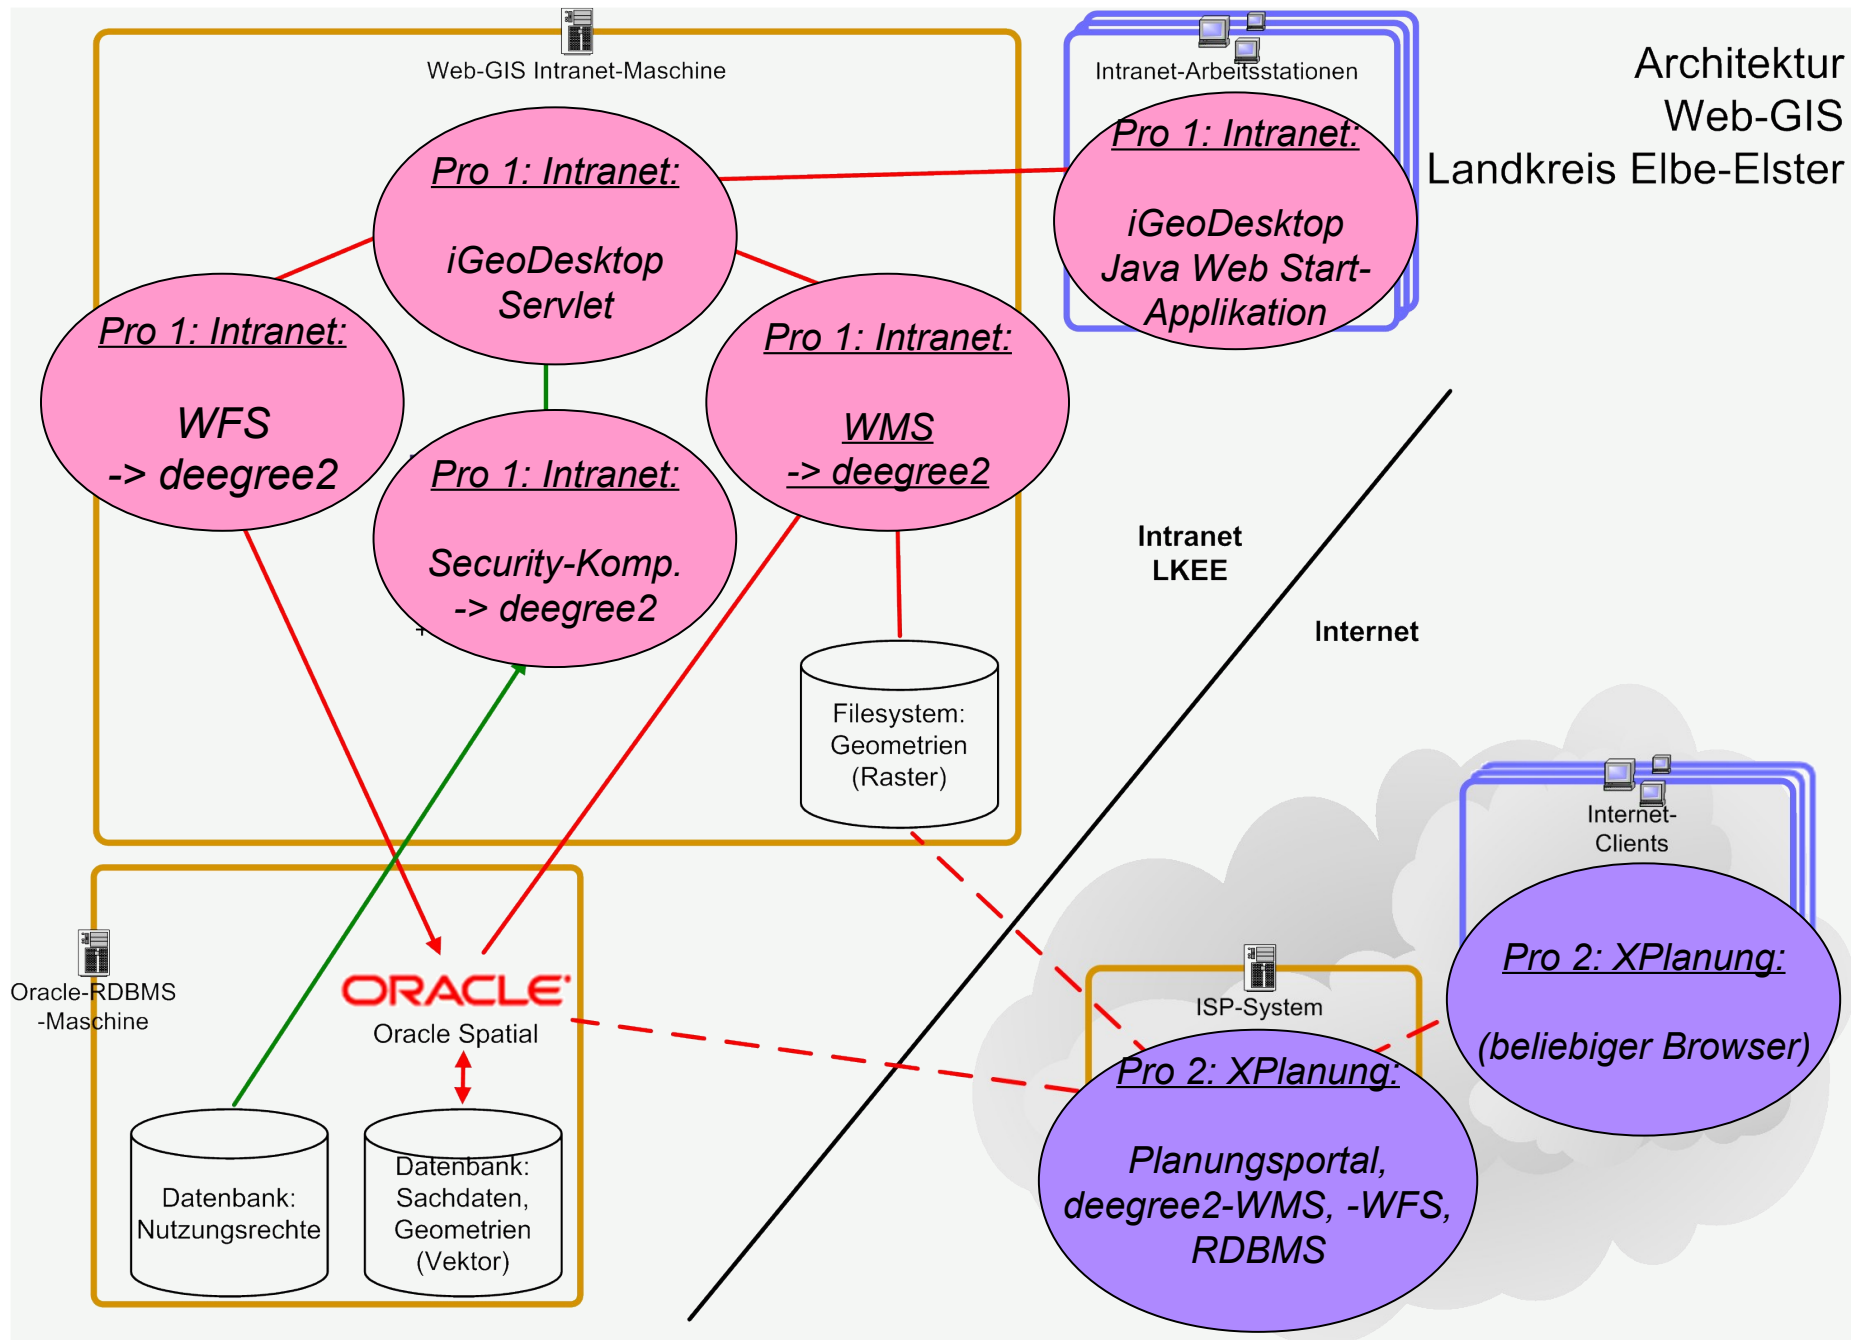 Architektur
Web-GIS
Landkreis Elbe-Elster
Web-GIS Intranet-Maschine
Pro 1: Intranet:
iGeoDesktop
Servlet
Pro 1: Intranet:
WFS
-> deegree2
Pro 1: Intranet:
WMS
-> deegree2
Pro 1: Intranet:
Security-Komp.
-> deegree2
+
Filesystem:
Geometrien
(Raster)
Intranet-Arbeitsstationen
Pro 1: Intranet:
iGeoDesktop
Java Web Start-
Applikation
Intranet
LKEE
Internet
Oracle-RDBMS
-Maschine
ORACLE
Oracle Spatial
Datenbank:
Nutzungsrechte
Datenbank:
Sachdaten,
Geometrien
(Vektor)
Internet-
Clients
Pro 2: XPlanung:
(beliebiger Browser)
ISP-System
Pro 2: XPlanung:
Planungsportal,
deegree2-WMS, -WFS,
RDBMS